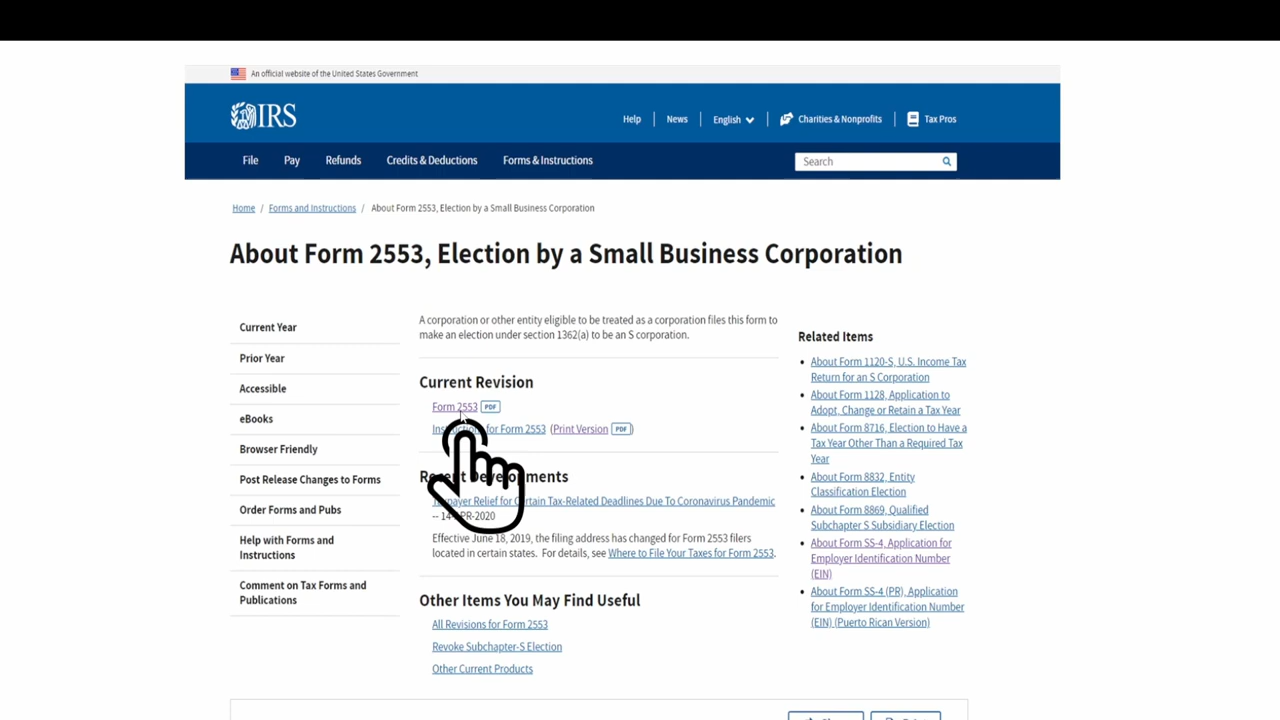 An official website of the United States Government
IRS
Help
News
English
Charities & Nonprofits
Tax Pros
File
Pay
Refunds
Credits & Deductions
Forms & Instructions
Search
Home / Forms and Instructions / About Form 2553, Election by a Small Business Corporation
About Form 2553, Election by a Small Business Corporation
Current Year
Prior Year
Accessible
eBooks
Browser Friendly
Post Release Changes to Forms
Order Forms and Pubs
Help with Forms and
Instructions
Comment on Tax Forms and
Publications
A corporation or other entity eligible to be treated as a corporation files this form to
make an election under section 1362(a) to be an S corporation.
Current Revision
Form 2553 PDF
for Form 2553 (Print Version PDF)
Certain Tax-Related Deadlines Due To Coronavirus Pandemic
-2020
Effective June 18, 2019, the filing address has changed for Form 2553 filers
located in certain states. For details, see Where to File Your Taxes for Form 2553.
Other Items You May Find Useful
All Revisions for Form 2553
Revoke Subchapter-S Election
Other Current Products
Related Items
About Form 1120-S, U.S. Income Tax
Return for an S Corporation
About Form 1128, Application to
Adopt, Change or Retain a Tax Year
About Form 8716, Election to Have a
Tax Year Other Than a Required Tax
Year
About Form 8832, Entity
Classification Election
About Form 8869, Qualified
Subchapter S Subsidiary Election
About Form SS-4, Application for
Employer Identification Number
(EIN)
About Form SS-4 (PR), Application
for Employer Identification Number
(EIN) (Puerto Rican Version)